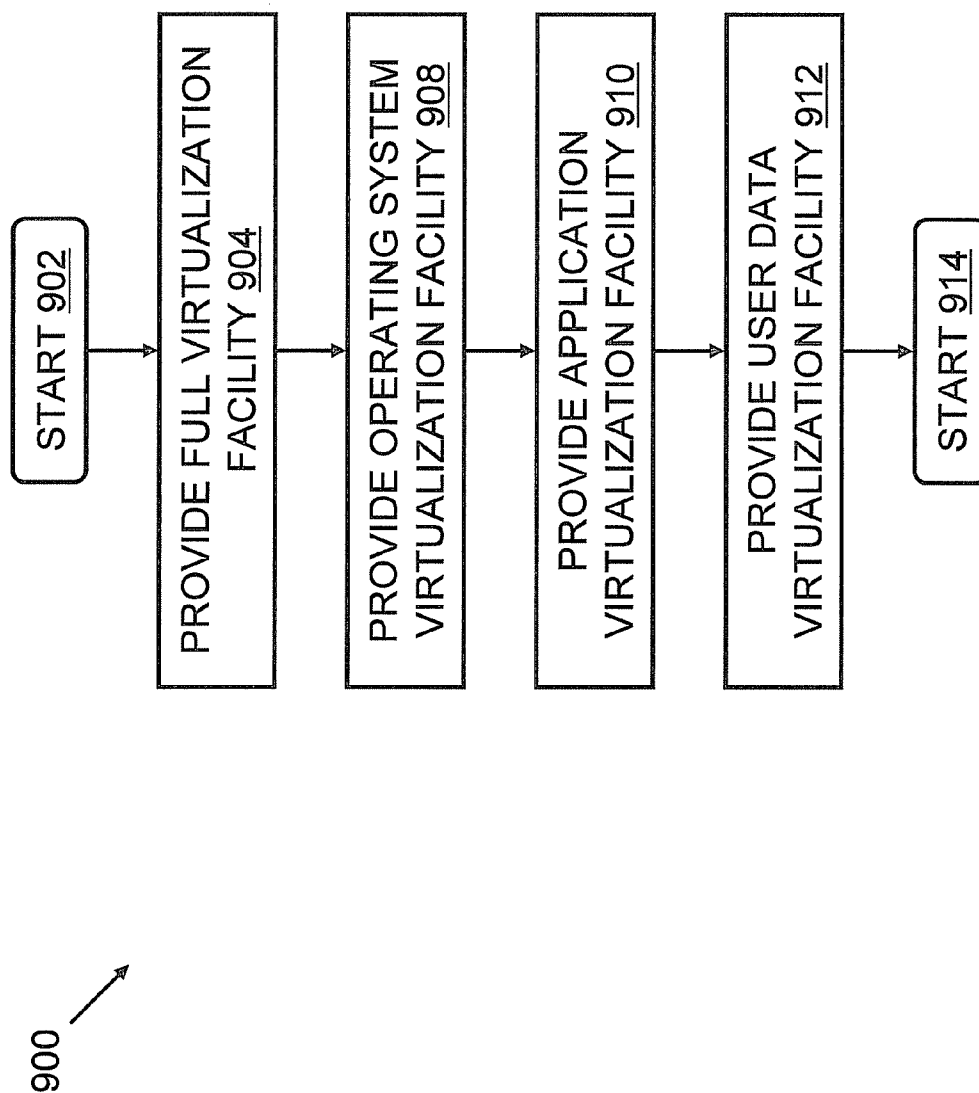 900
START 902
PROVIDE FULL VIRTUALIZATION
FACILITY 904
PROVIDE OPERATING SYSTEM
VIRTUALIZATION FACILITY 908
PROVIDE APPLICATION
VIRTUALIZATION FACILITY 910
PROVIDE USER DATA
VIRTUALIZATION FACILITY 912
START 914